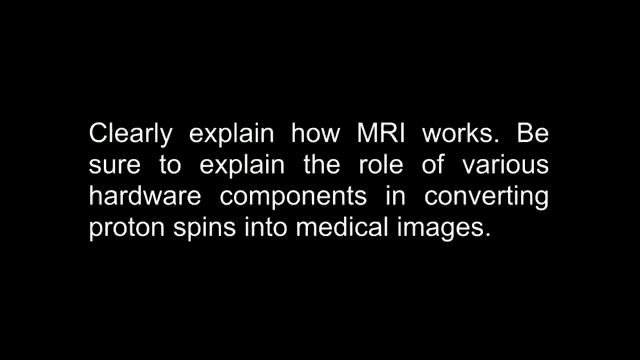 Clearly explain how MRI works. Be
sure to explain the role of various
hardware components in converting
proton spins into medical images.